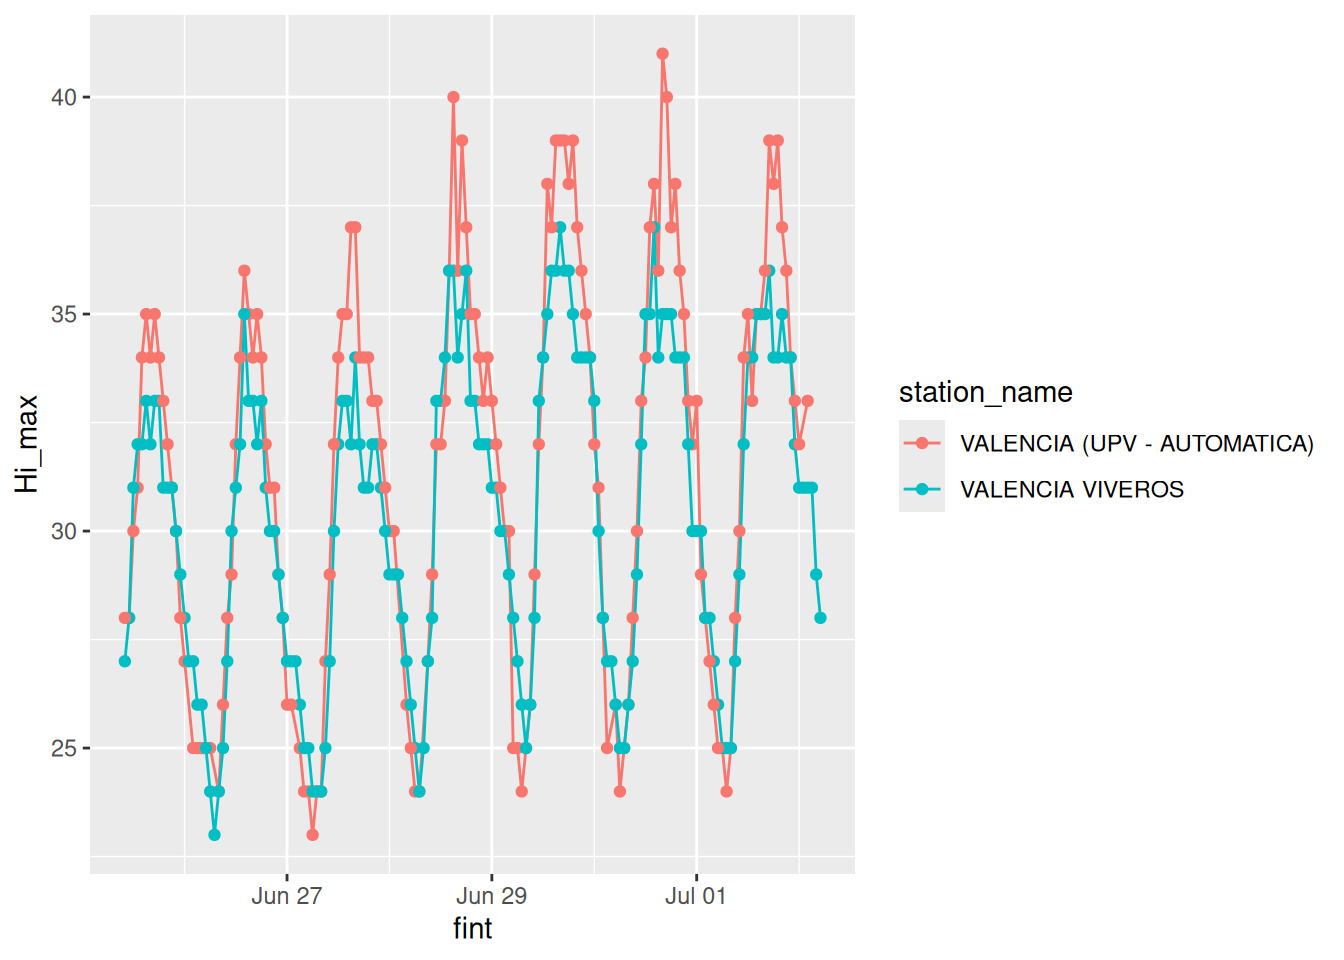 40
35
30
25
Hi_max
Jun 27
Jun 29
Jul 01
fint
station_name
VALENCIA (UPV - AUTOMATICA)
VALENCIA VIVEROS